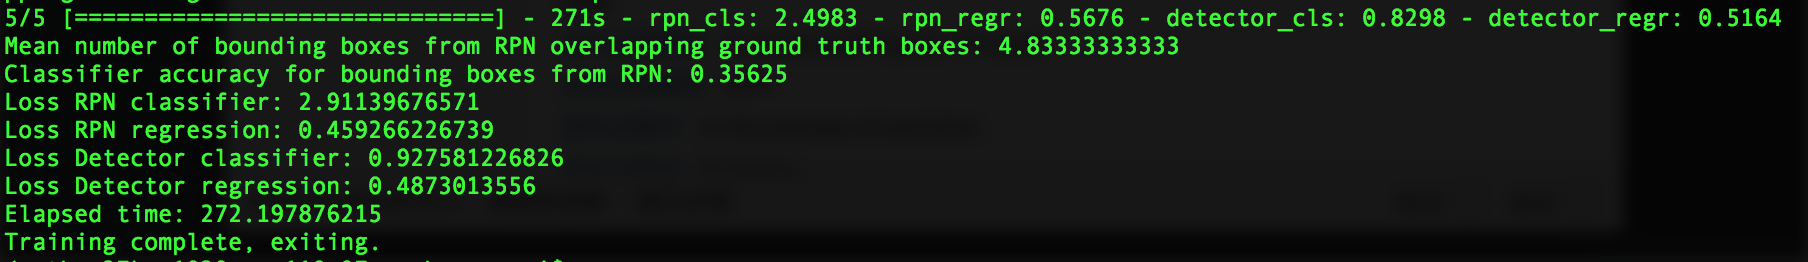 5/5 [==============================] - 271s - rpn_cls: 2.4983 - rpn_regr: 0.5676 - detector_cls: 0.8298 - detector_regr: 0.5164
Mean number of bounding boxes from RPN overlapping ground truth boxes: 4.83333333333
Classifier accuracy for bounding boxes from RPN: 0.35625
Loss RPN classifier: 2.91139676571
Loss RPN regression: 0.459266226739
Loss Detector classifier: 0.927581226826
Loss Detector regression: 0.4873013556
Elapsed time: 272.197876215
Training complete, exiting.